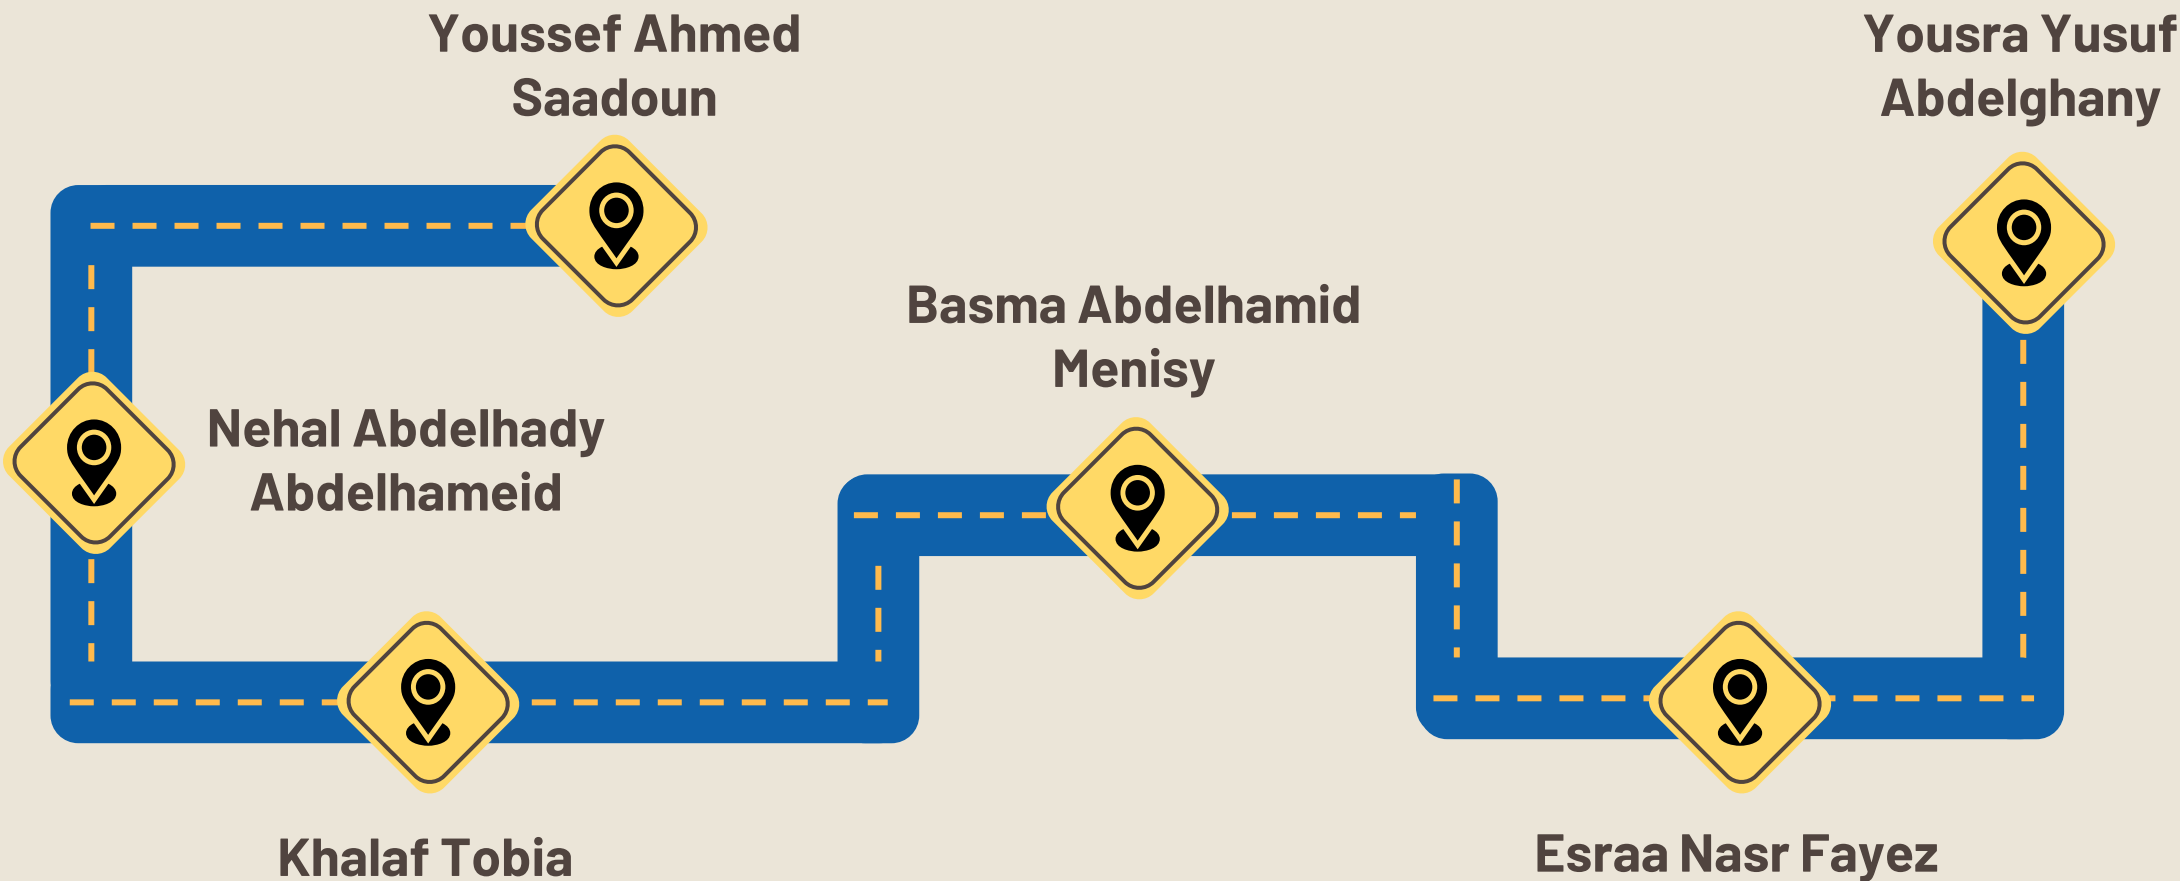 Youssef Ahmed
Saadoun
Yousra Yusuf
Abdelghany
Basma Abdelhamid
Menisy
Nehal Abdelhady
Abdelhameid
Khalaf Tobia
Esraa Nasr Fayez